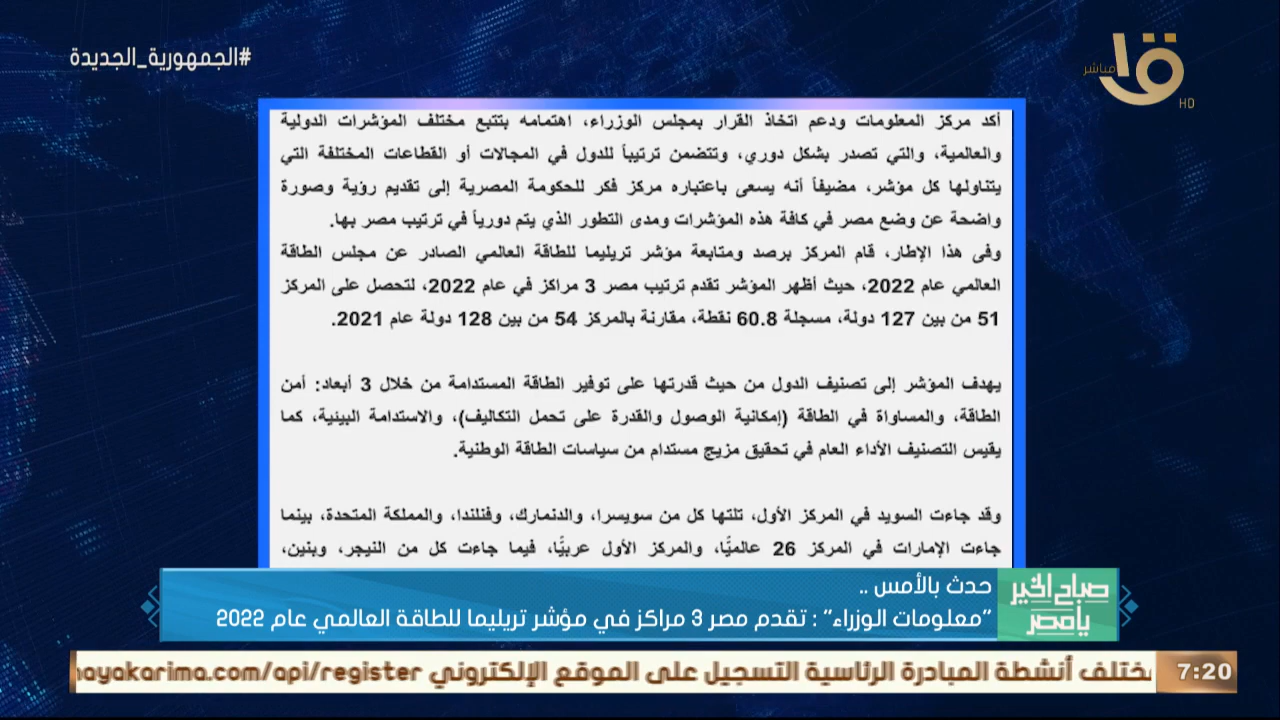 #الجمهورية_الجديدة
مباشر
HD
أكد مركز المعلومات ودعم اتخاذ القرار بمجلس الوزراء، اهتمامه بتتبع مختلف المؤشرات الدولية
والعالمية، والتي تصدر بشكل دوري، وتتضمن ترتيباً للدول في المجالات أو القطاعات المختلفة التي
يتناولها كل مؤشر، مضيفاً أنه يسعى باعتباره مركز فكر للحكومة المصرية إلى تقديم رؤية وصورة
واضحة عن وضع مصر في كافة هذه المؤشرات ومدى التطور الذي يتم دورياً في ترتيب مصر بها.
وفى هذا الإطار، قام المركز برصد ومتابعة مؤشر تريليما للطاقة العالمي الصادر عن مجلس الطاقة
العالمي عام 2022، حيث أظهر المؤشر تقدم ترتيب مصر 3 مراكز في عام 2022، لتحصل على المركز
51 من بين 127 دولة، مسجلة 60.8 نقطة، مقارنة بالمركز 54 من بين 128 دولة عام 2021.
يهدف المؤشر إلى تصنيف الدول من حيث قدرتها على توفير الطاقة المستدامة من خلال 3 أبعاد: أمن
الطاقة، والمساواة في الطاقة (إمكانية الوصول والقدرة على تحمل التكاليف)، والاستدامة البيئية، كما
يقيس التصنيف الأداء العام في تحقيق مزيج مستدام من سياسات الطاقة الوطنية.
وقد جاءت السويد في المركز الأول، تلتها كل من سويسرا، والدنمارك، وفنلندا، والمملكة المتحدة، بينما
جاءت الإمارات في المركز 26 عالميًّا، والمركز الأول عربيًّا، فيما جاءت كل من النيجر، وبنين،
صباح الخير
يا مصر
حدث بالأمس ..
"معلومات الوزراء" : تقدم مصر 3 مراكز في مؤشر تريليما للطاقة العالمي عام 2022
7:20
مختلف أنشطة المبادرة الرئاسية التسجيل على الموقع الإلكتروني hayakarima.com/api/register